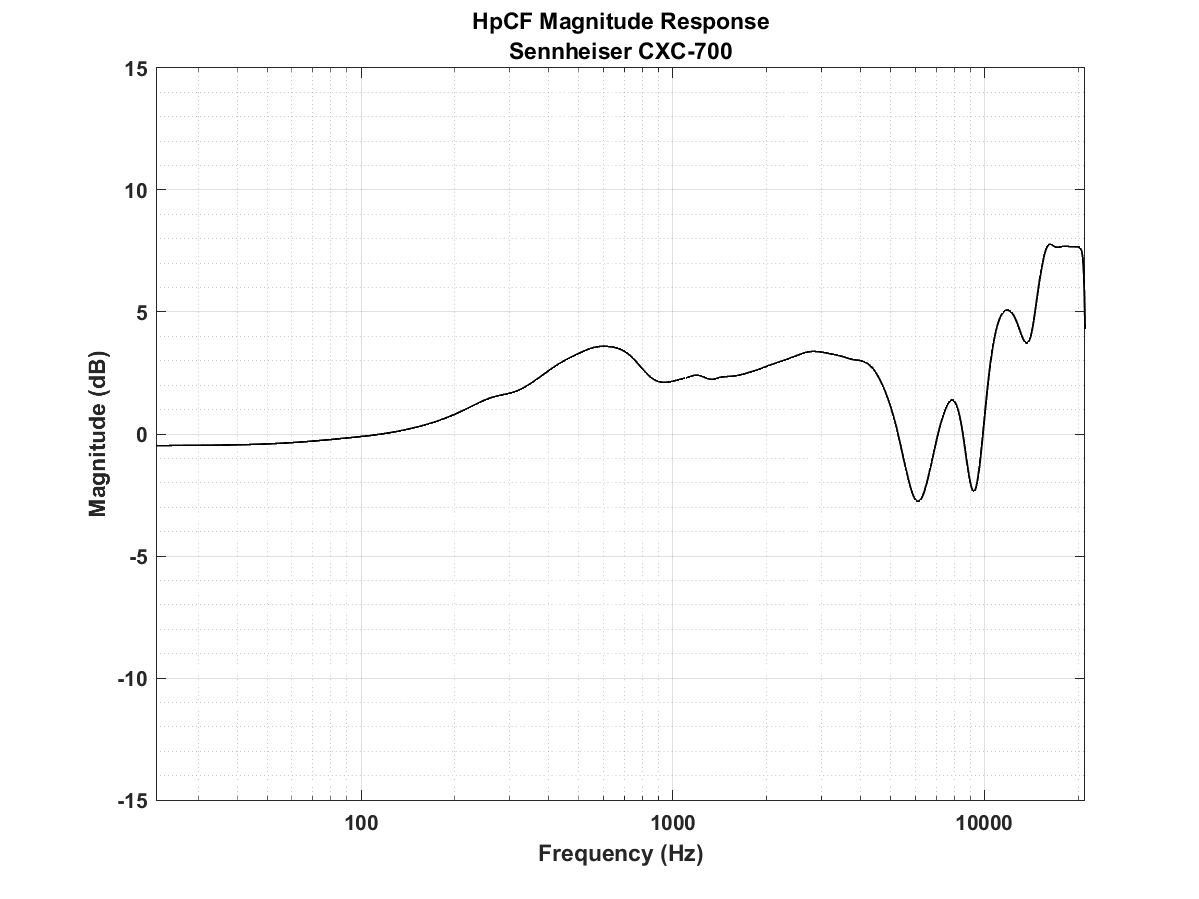 HpCF Magnitude Response
Sennheiser CXC-700
15
10
5
0
-5
-10
-15
Magnitude (dB)
100
1000
10000
Frequency (Hz)